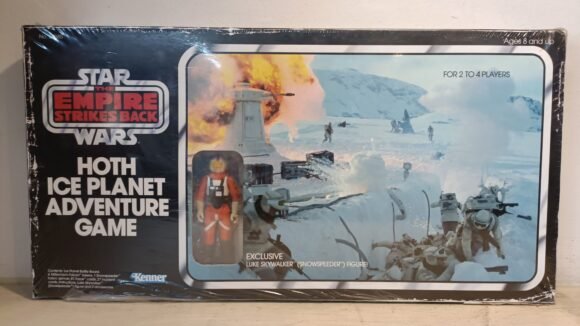 Ages 8 and up
FOR 2 TO 4 PLAYERS
STAR
THE
EMPIRE
STRIKES BACK
WARS
HOTH
ICE PLANET
ADVENTURE
GAME
EXCLUSIVE
LUKE SKYWALKER (SNOWSPEEDER) FIGURE!
Kenner